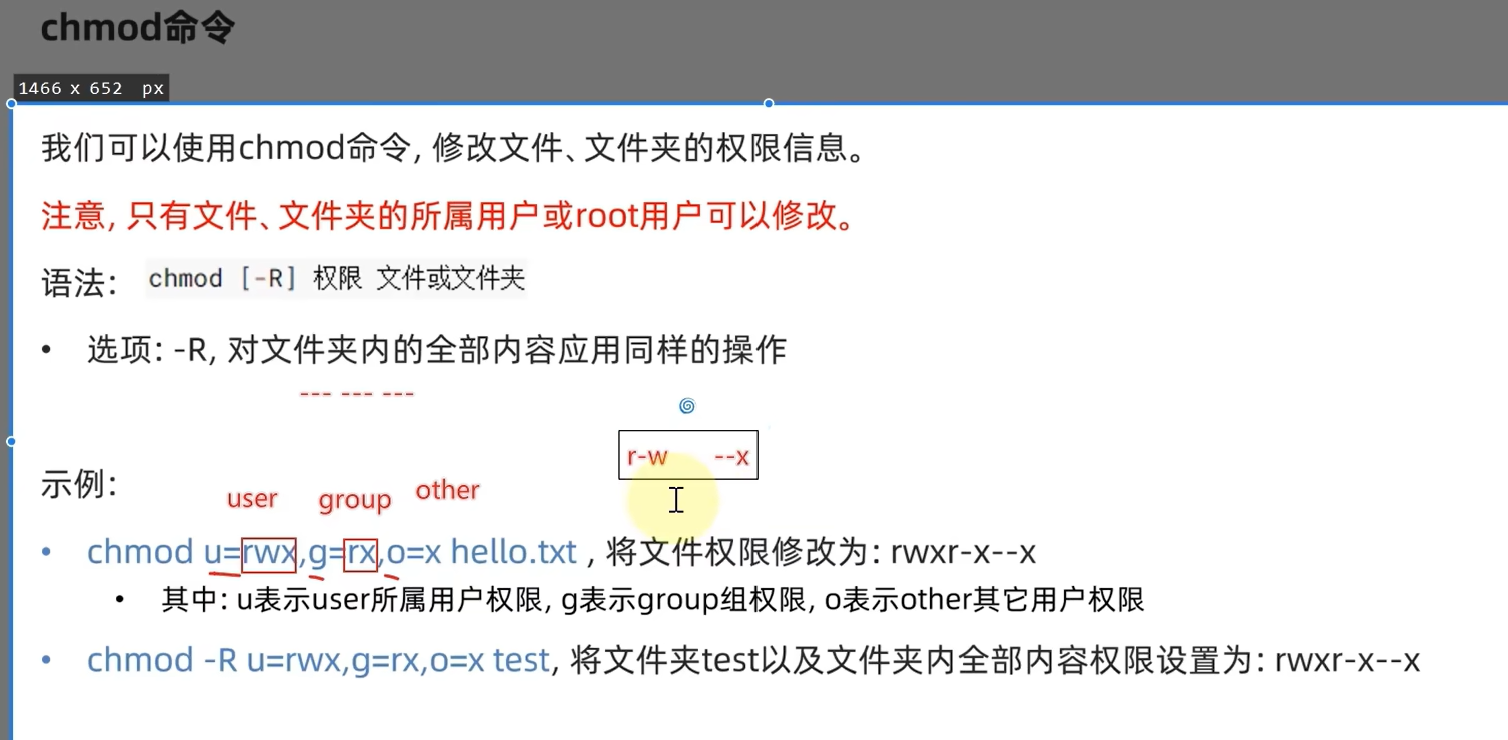 chmod命令
1466 x 652 px
我们可以使用chmod命令, 修改文件、文件夹的权限信息。
注意, 只有文件、文件夹的所属用户或root用户可以修改。
语法: chmod [-R] 权限 文件或文件夹
• 选项: -R, 对文件夹内的全部内容应用同样的操作
--- --- ---
r-w --x
示例:
user group other
• chmod u=rwx,g=rx,o=x hello.txt , 将文件权限修改为: rwxr-x--x
• 其中: u表示user所属用户权限, g表示group组权限, o表示other其它用户权限
• chmod -R u=rwx,g=rx,o=x test, 将文件夹test以及文件夹内全部内容权限设置为: rwxr-x--x